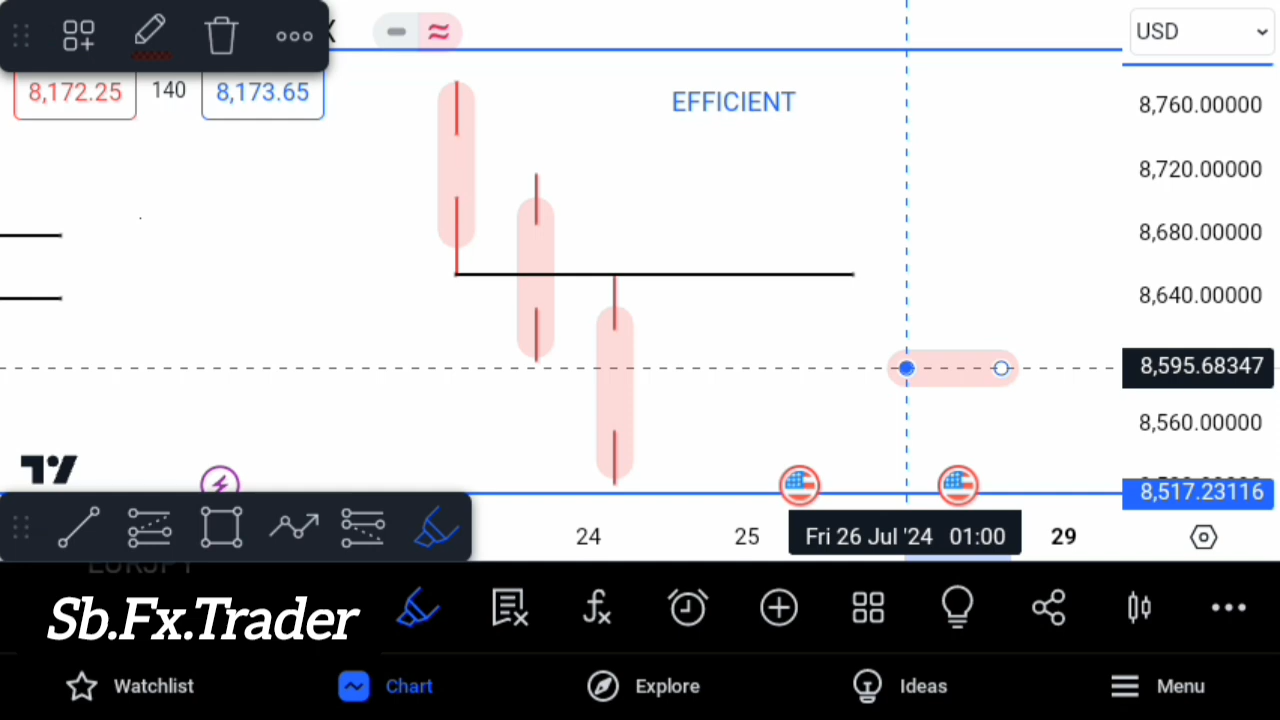 X
USD
8,172.25
140
8,173.65
EFFICIENT
8,760.00000
8,720.00000
8,680.00000
8,640.00000
8,595.68347
8,560.00000
8,517.23116
24
25
Fri 26 Jul '24 01:00
29
EURJPY
Sb.Fx.Trader
Watchlist
Chart
Explore
Ideas
Menu